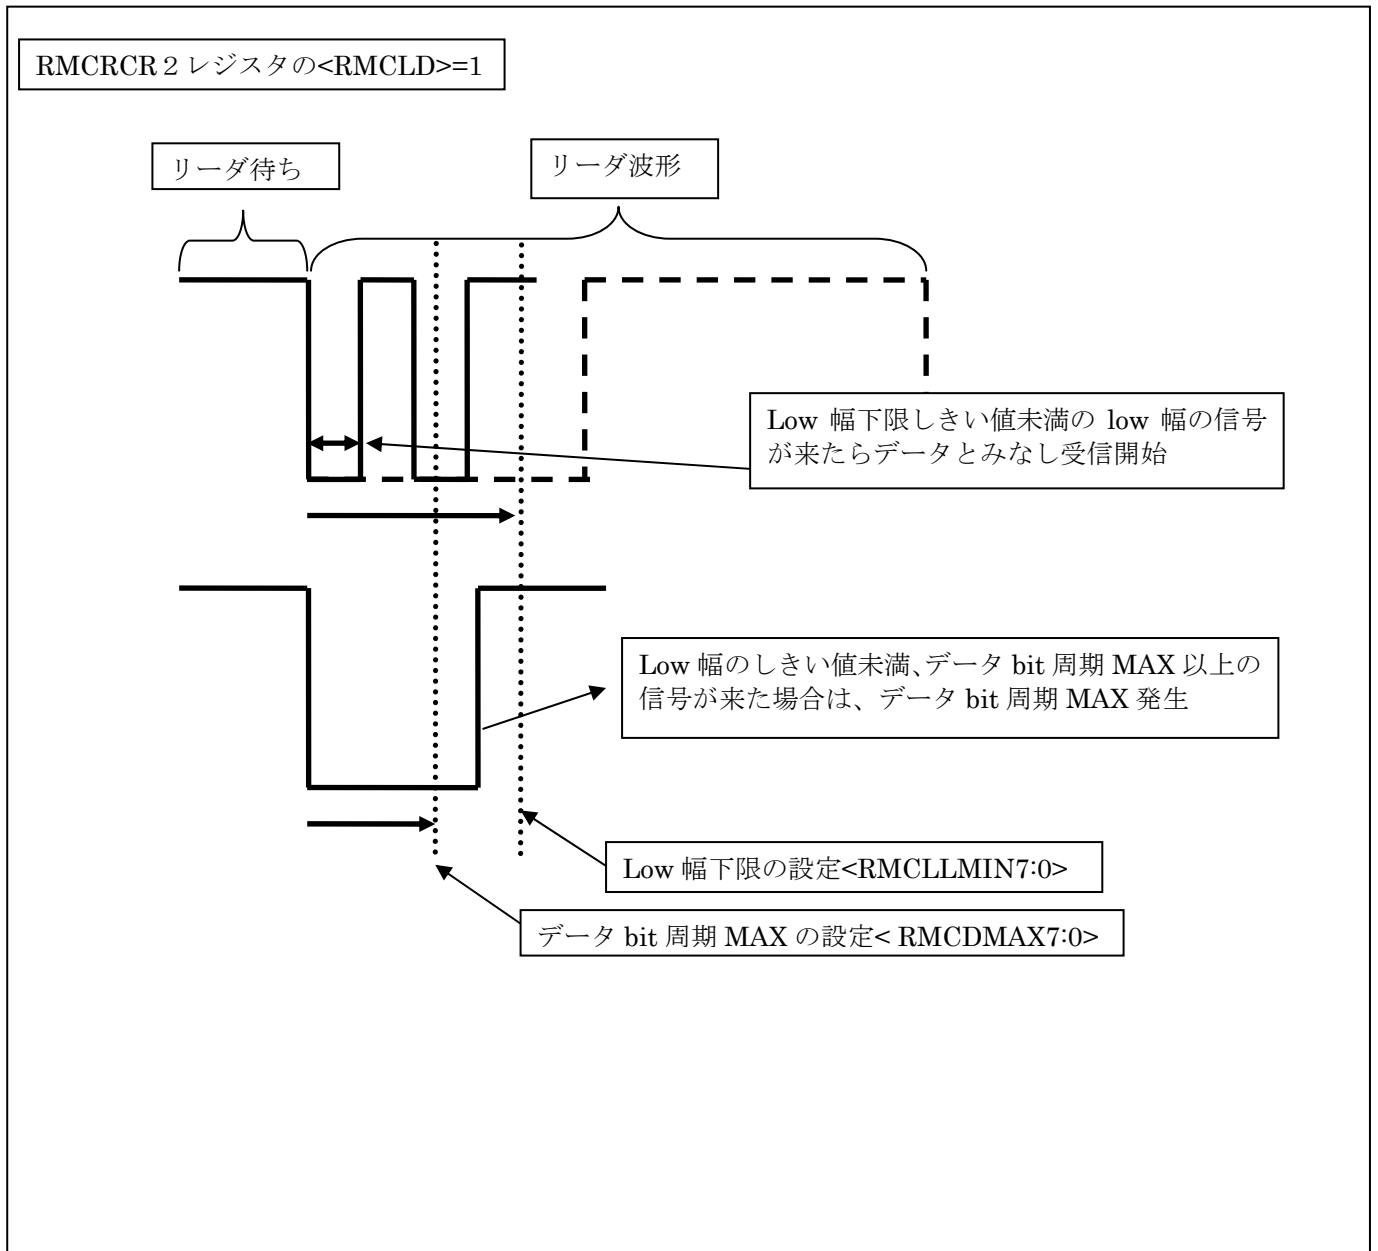 RMCRCR２レジスタの<RMCLD>=1
リーダ待ち
リーダ波形
Low 幅下限しきい値未満の low 幅の信号
が来たらデータとみなし受信開始
Low 幅のしきい値未満、データ bit 周期 MAX 以上の
信号が来た場合は、データ bit 周期 MAX 発生
Low 幅下限の設定<RMCLLMIN7:0>
データ bit 周期 MAX の設定< RMCDMAX7:0>